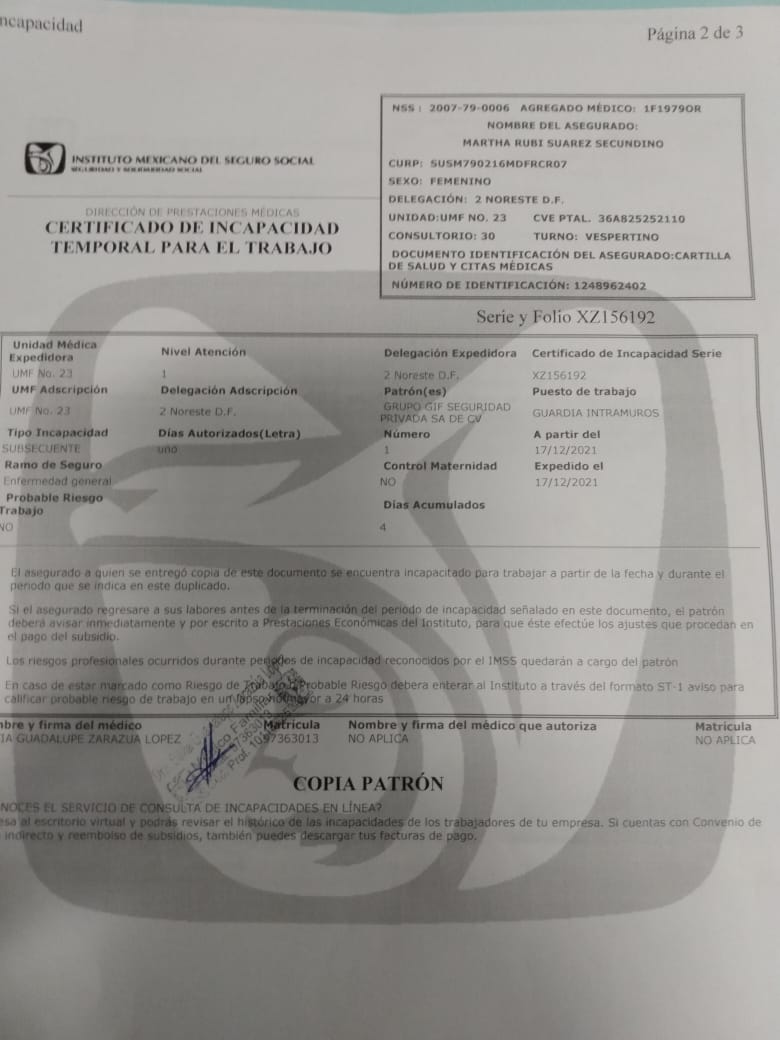 ncapacidad
Página 2 de 3
NSS : 2007-79-0006 AGREGADO MÉDICO: 1F1979OR
NOMBRE DEL ASEGURADO:
MARTHA RUBI SUAREZ SECUNDINO
CURP: SUSM790216MDFRCR07
SEXO: FEMENINO
DELEGACIÓN: 2 NORESTE D.F.
UNIDAD:UMF NO. 23 CVE PTAL. 36A825252110
CONSULTORIO: 30 TURNO: VESPERTINO
DOCUMENTO IDENTIFICACIÓN DEL ASEGURADO:CARTILLA
DE SALUD Y CITAS MÉDICAS
NÚMERO DE IDENTIFICACIÓN: 1248962402
INSTITUTO MEXICANO DEL SEGURO SOCIAL
SEGURIDAD Y SOLIDARIDAD SOCIAL
DIRECCIÓN DE PRESTACIONES MÉDICAS
CERTIFICADO DE INCAPACIDAD
TEMPORAL PARA EL TRABAJO
Serie y Folio XZ156192
Unidad Médica
Expedidora
Nivel Atención
Delegación Expedidora
Certificado de Incapacidad Serie
UMF No. 23
1
2 Noreste D.F.
XZ156192
UMF Adscripción
Delegación Adscripción
Patrón(es)
Puesto de trabajo
UMF No. 23
2 Noreste D.F.
GRUPO GIF SEGURIDAD
PRIVADA SA DE CV
GUARDIA INTRAMUROS
Tipo Incapacidad
Días Autorizados(Letra)
Número
A partir del
SUBSECUENTE
uno
1
17/12/2021
Ramo de Seguro
Control Maternidad
Expedido el
Enfermedad general
NO
17/12/2021
Probable Riesgo
Trabajo
Días Acumulados
NO
4
El asegurado a quien se entregó copia de este documento se encuentra incapacitado para trabajar a partir de la fecha y durante el
periodo que se indica en este duplicado.
Si el asegurado regresare a sus labores antes de la terminación del periodo de incapacidad señalado en este documento, el patrón
deberá avisar inmediatamente y por escrito a Prestaciones Económicas del Instituto, para que éste efectúe los ajustes que procedan en
el pago del subsidio.
Los riesgos profesionales ocurridos durante periodos de incapacidad reconocidos por el IMSS quedarán a cargo del patrón
En caso de estar marcado como Riesgo de Trabajo o Probable Riesgo debera enterar al Instituto a través del formato ST-1 aviso para
calificar probable riesgo de trabajo en un lapso no mayor a 24 horas
mbre y firma del médico
Matrícula
Nombre y firma del médico que autoriza
Matrícula
IA GUADALUPE ZARAZUA LOPEZ
97363013
NO APLICA
NO APLICA
COPIA PATRÓN
NOCES EL SERVICIO DE CONSULTA DE INCAPACIDADES EN LÍNEA?
esa al escritorio virtual y podrás revisar el histórico de las incapacidades de los trabajadores de tu empresa. Si cuentas con Convenio de
indirecto y reembolso de subsidios, también puedes descargar tus facturas de pago.